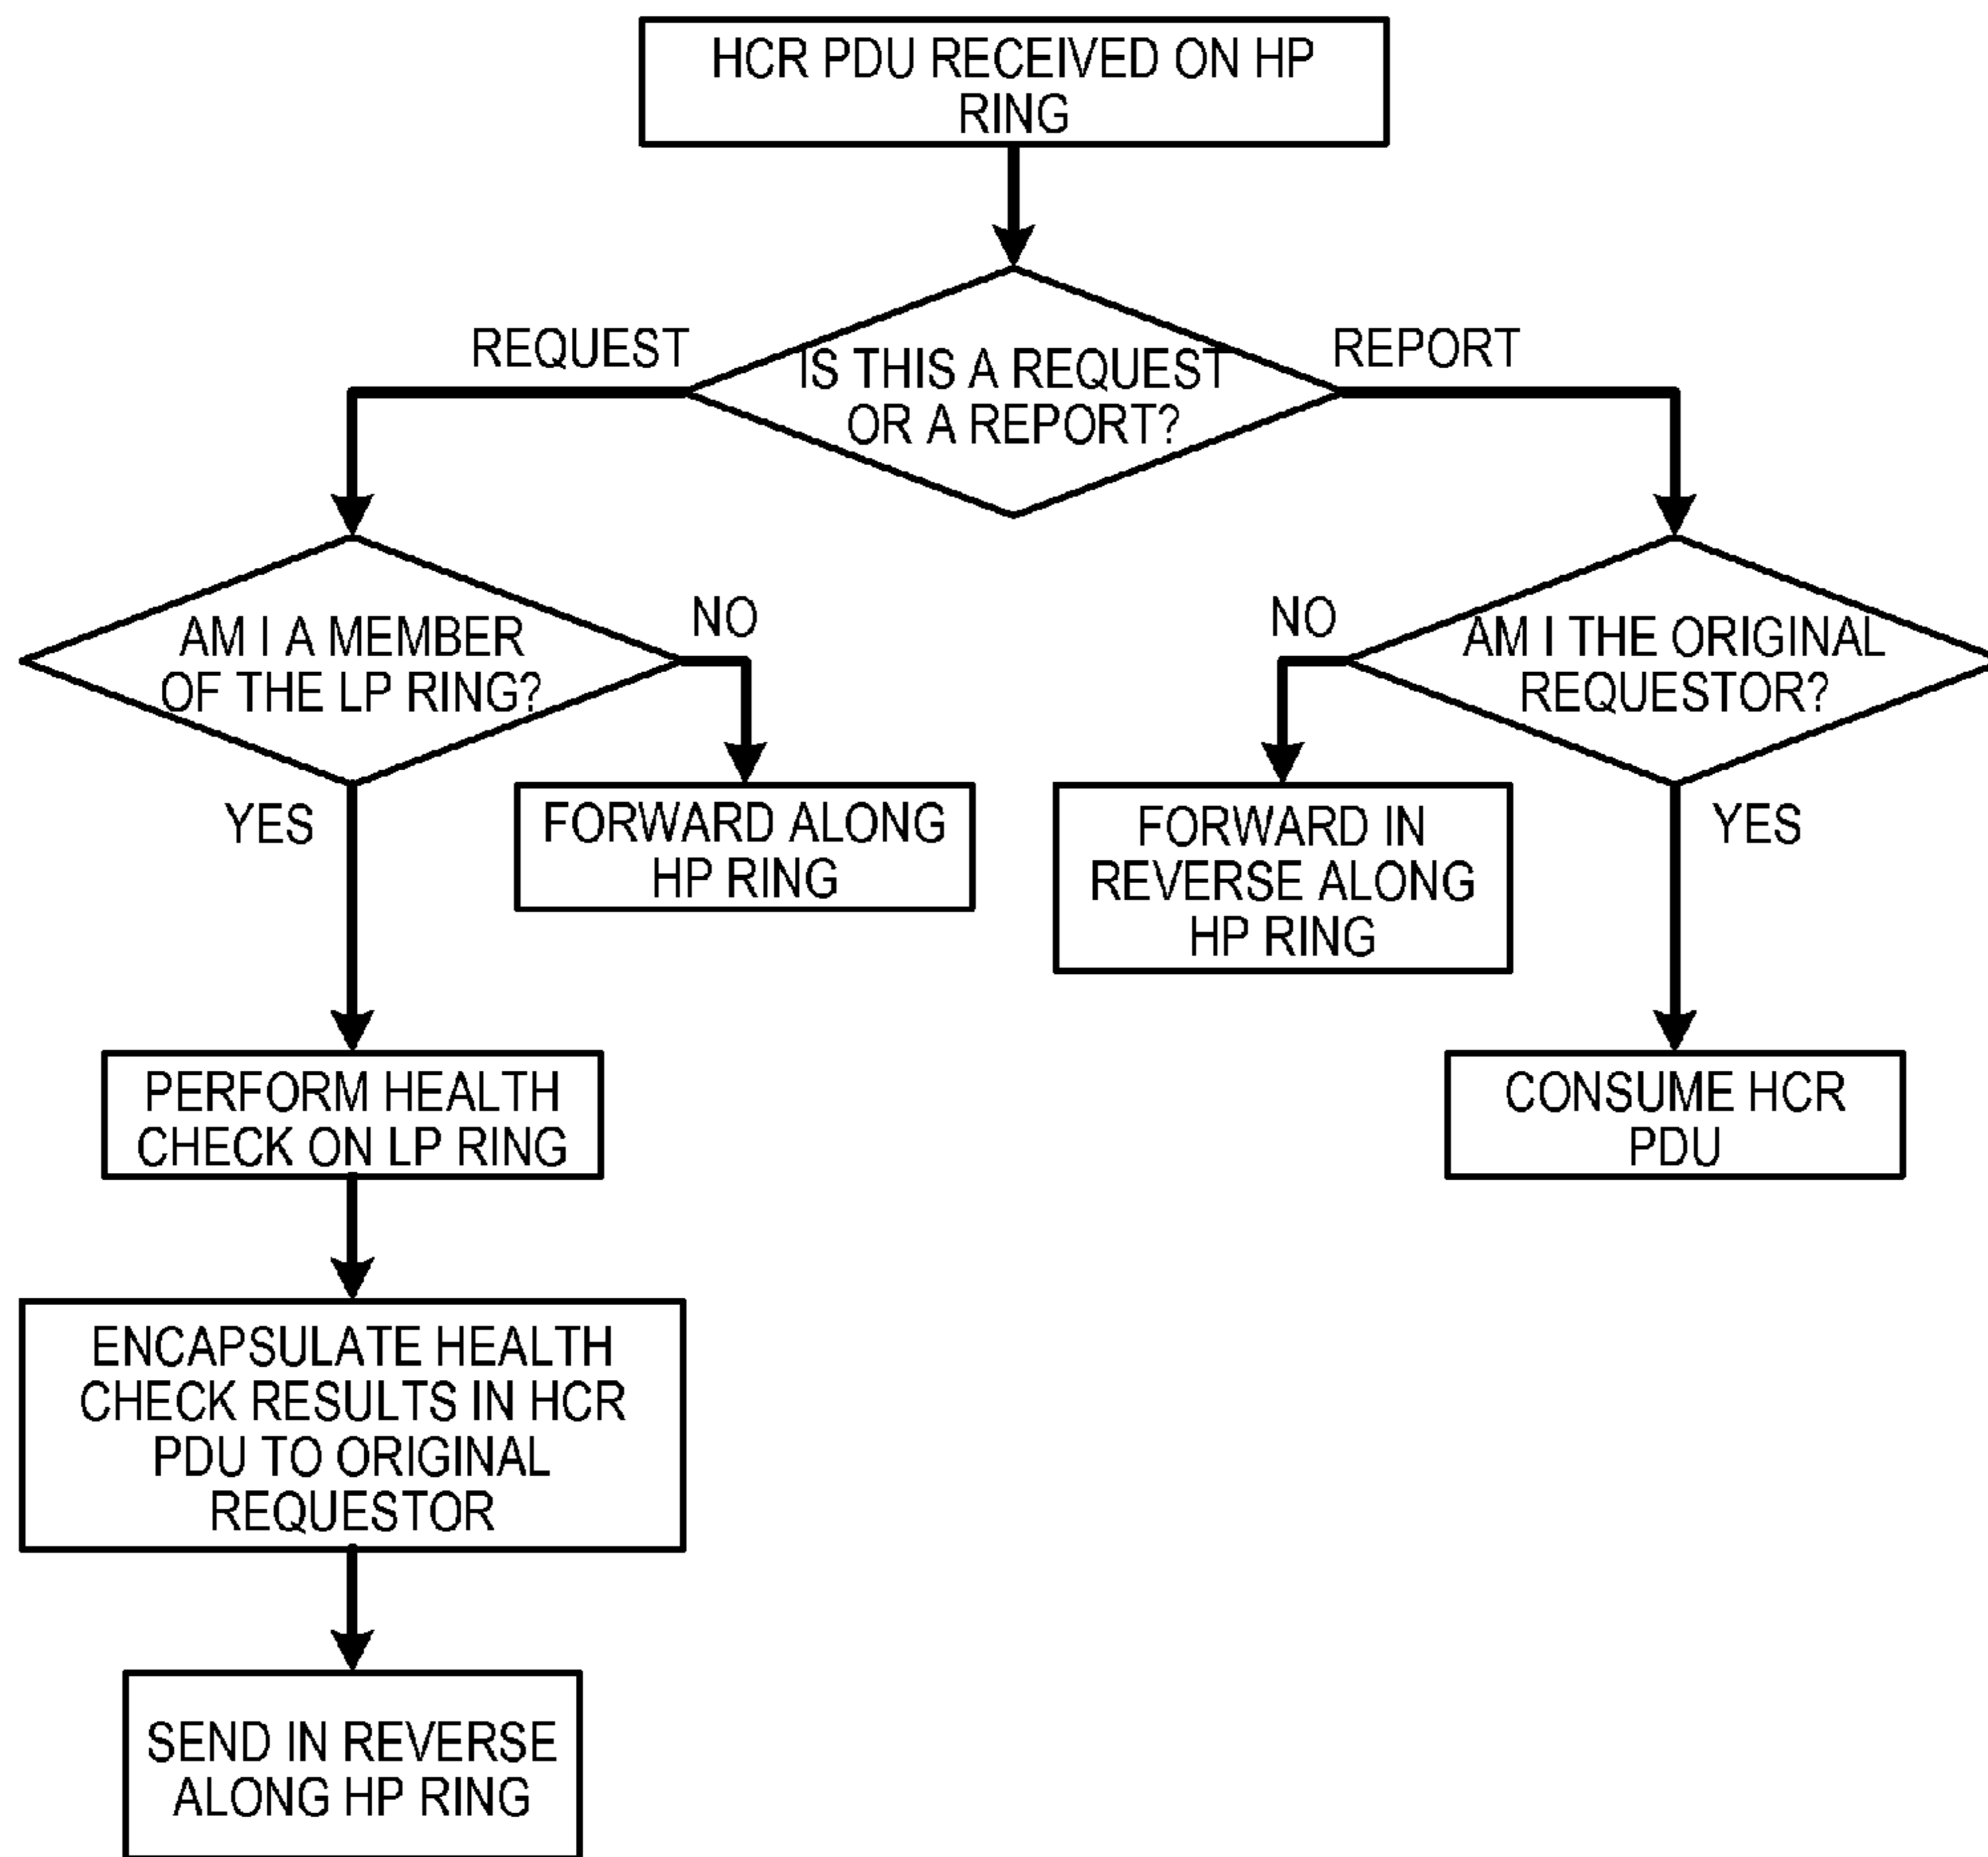 HCR PDU RECEIVED ON HP
RING
REQUEST
IS THIS A REQUEST
OR A REPORT?
REPORT
AM I A MEMBER
OF THE LP RING?
NO
YES
FORWARD ALONG
HP RING
NO
AM I THE ORIGINAL
REQUESTOR?
FORWARD IN
REVERSE ALONG
HP RING
YES
PERFORM HEALTH
CHECK ON LP RING
CONSUME HCR
PDU
ENCAPSULATE HEALTH
CHECK RESULTS IN HCR
PDU TO ORIGINAL
REQUESTOR
SEND IN REVERSE
ALONG HP RING